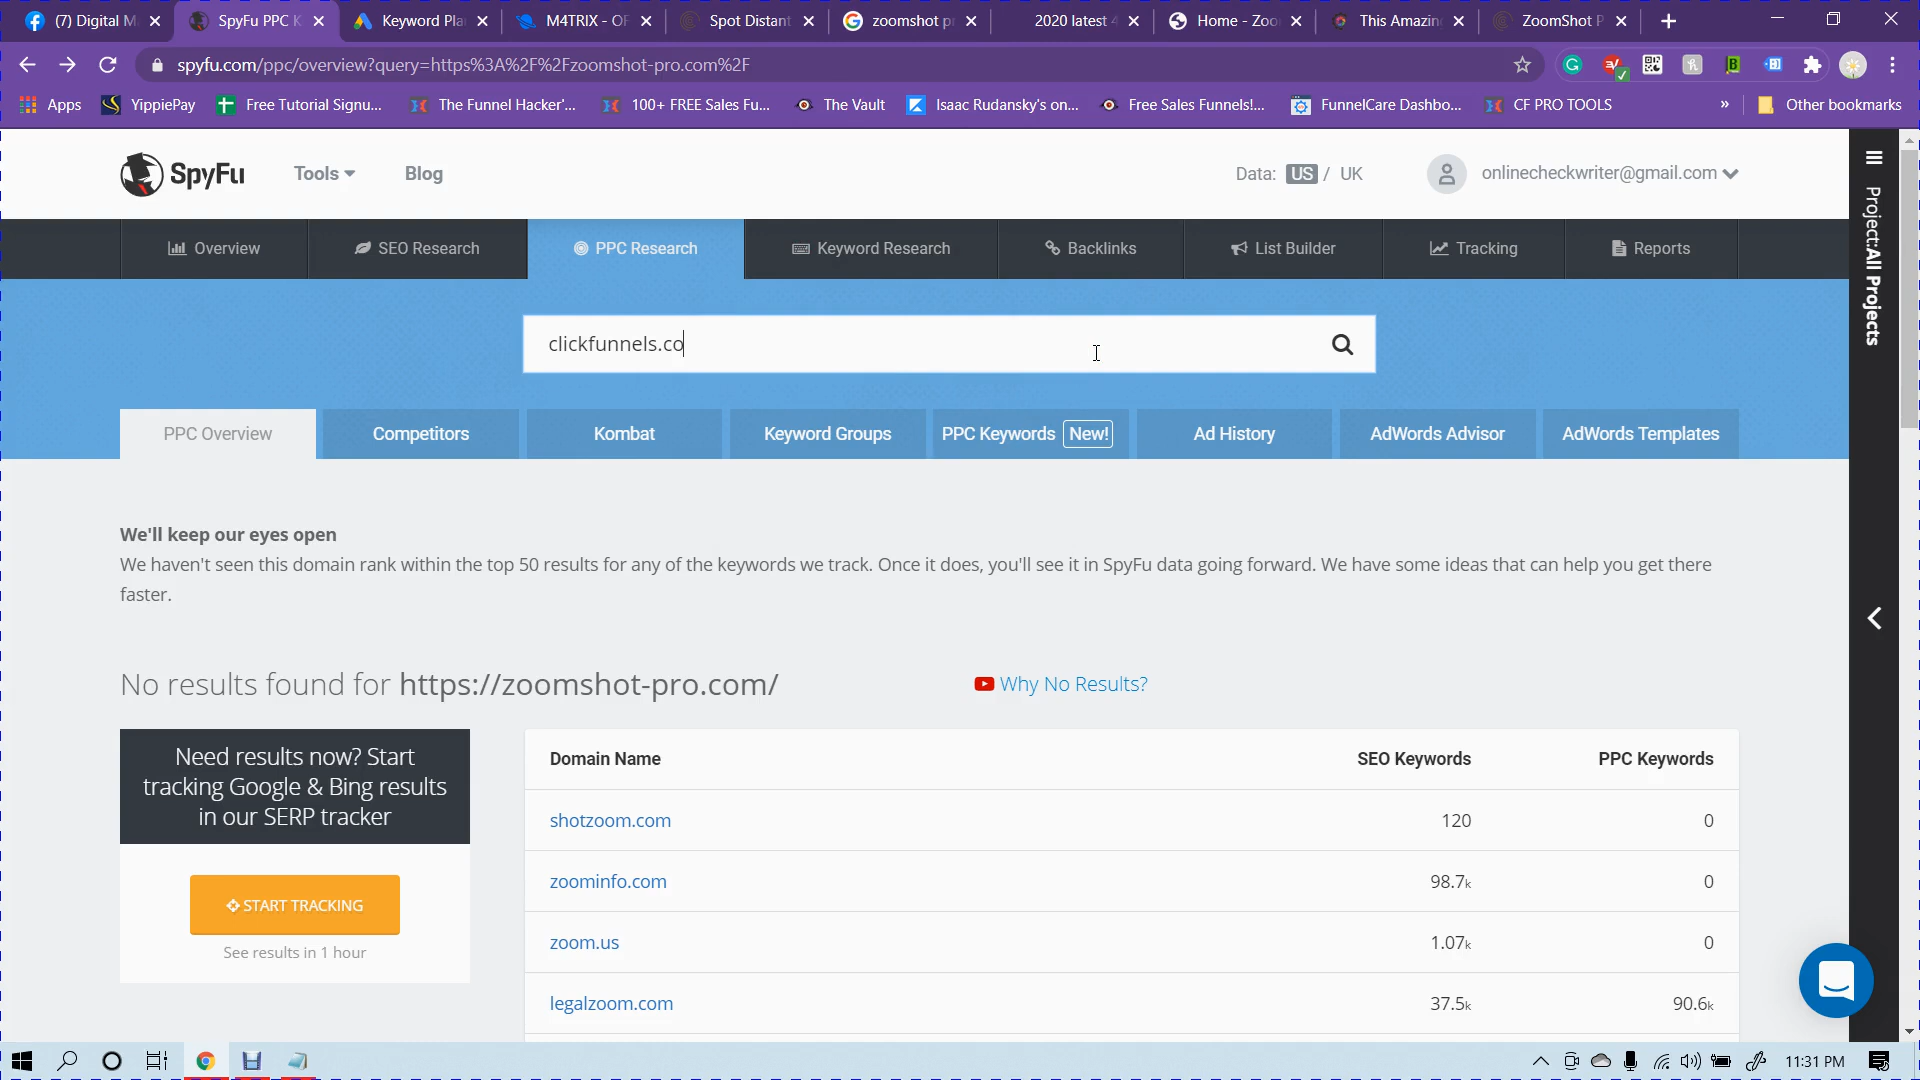 (7) Digital M
SpyFu PPC K
Keyword Pla
M4TRIX - OF
Spot Distant
zoomshot p
2020 latest 4
Home - Zoo
This Amazin
ZoomShot P
spyfu.com/ppc/overview?query=https%3A%2F%2Fzoomshot-pro.com%2F
Apps
YippiePay
Free Tutorial Signu...
The Funnel Hacker'...
100+ FREE Sales Fu...
The Vault
Isaac Rudansky's on...
Free Sales Funnels!...
FunnelCare Dashbo...
CF PRO TOOLS
»
Other bookmarks
SpyFu
Tools
Blog
Data: US / UK
onlinecheckwriter@gmail.com
Project:All Projects
Overview
SEO Research
PPC Research
Keyword Research
Backlinks
List Builder
Tracking
Reports
clickfunnels.co
PPC Overview
Competitors
Kombat
Keyword Groups
PPC Keywords New!
Ad History
AdWords Advisor
AdWords Templates
We'll keep our eyes open
We haven't seen this domain rank within the top 50 results for any of the keywords we track. Once it does, you'll see it in SpyFu data going forward. We have some ideas that can help you get there
faster.
No results found for https://zoomshot-pro.com/
Why No Results?
Need results now? Start
tracking Google & Bing results
in our SERP tracker
START TRACKING
See results in 1 hour
Domain Name SEO Keywords PPC Keywords
shotzoom.com 120 0
zoominfo.com 98.7k 0
zoom.us 1.07k 0
legalzoom.com 37.5k 90.6k
11:31 PM